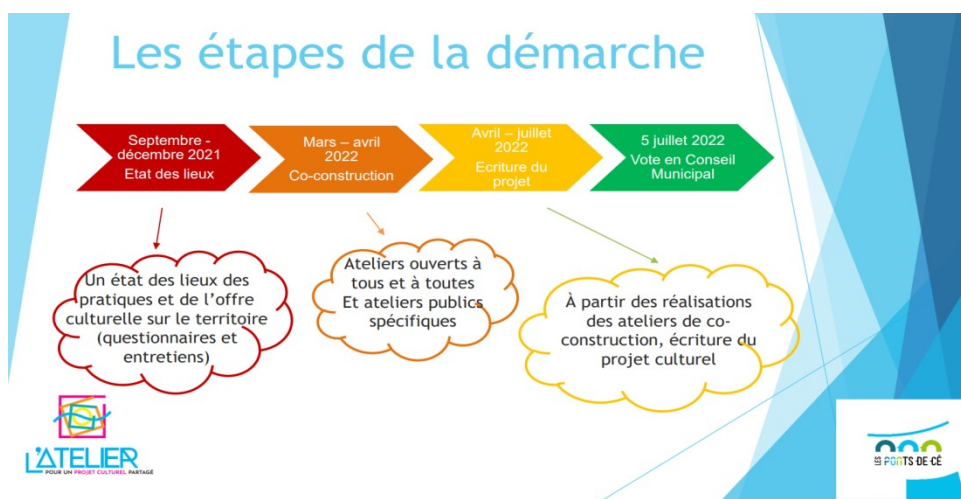 Les étapes de la démarche
Septembre -
décembre 2021
Etat des lieux
Mars – avril
2022
Co-construction
Avril – juillet
2022
Ecriture du
projet
5 juillet 2022
Vote en Conseil
Municipal
Un état des lieux des
pratiques et de l'offre
culturelle sur le territoire
(questionnaires et
entretiens)
Ateliers ouverts à
tous et à toutes
Et ateliers publics
spécifiques
À partir des réalisations
des ateliers de co-
construction, écriture du
projet culturel
L'ATELIER
POUR UN PROJET CULTUREL PARTAGÉ
LES PONTS-DE-CÉ